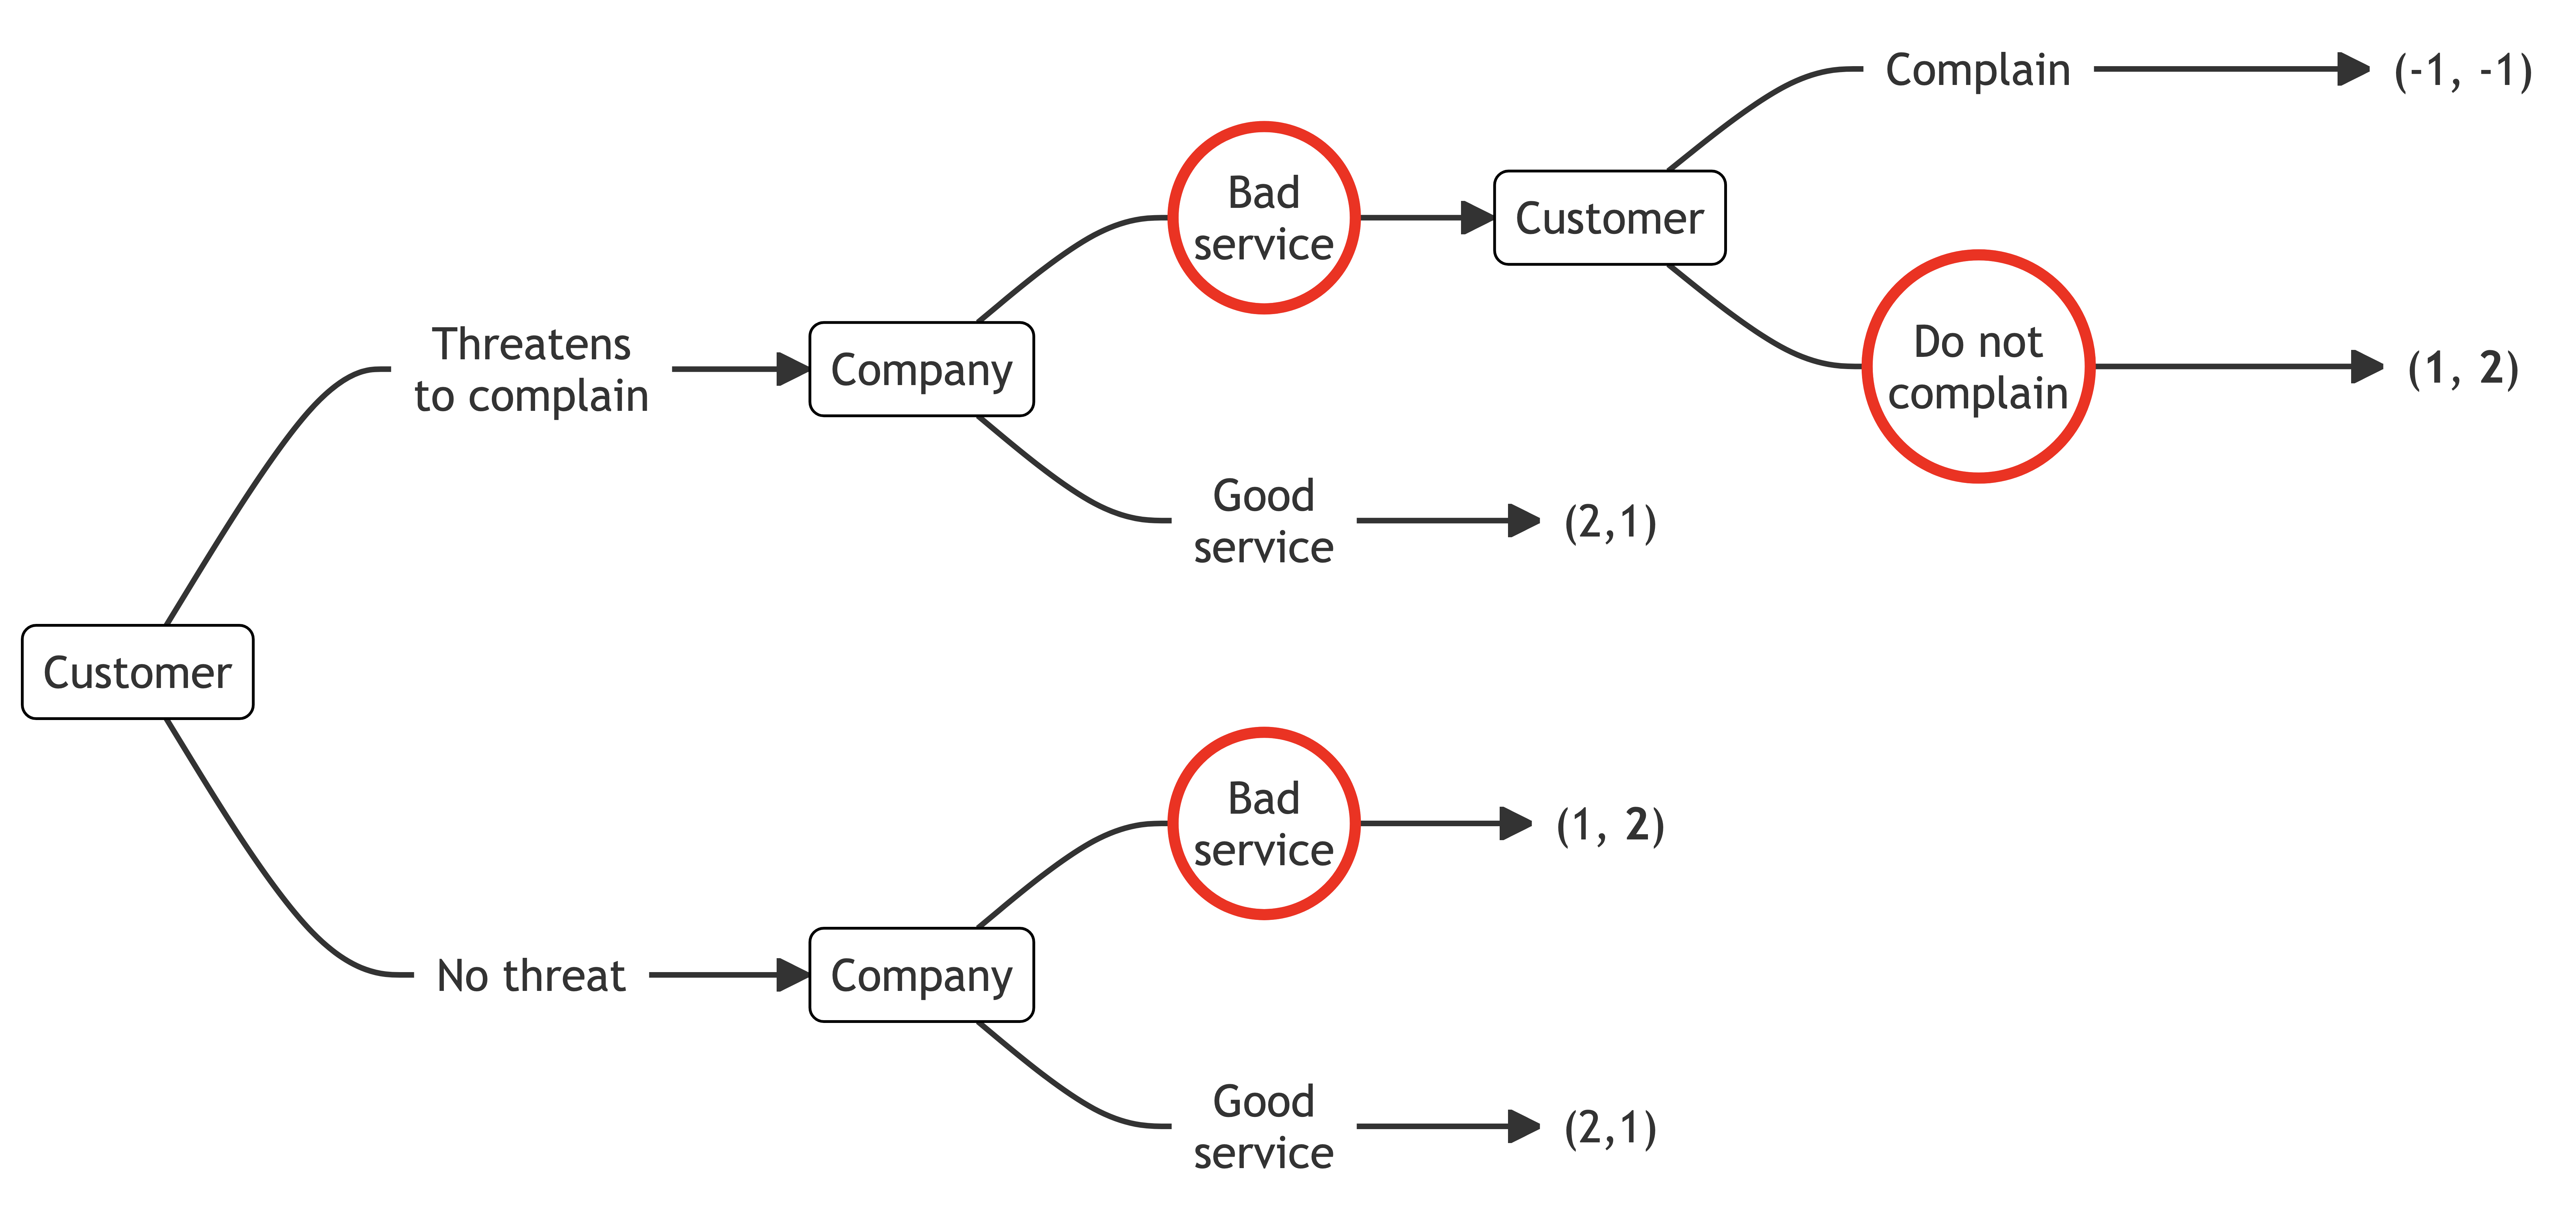 Complain
(-1, -1)
Bad
service
Customer
Do not
complain
(1, 2)
Threatens
to complain
Company
Good
service
(2,1)
Customer
Bad
service
(1, 2)
No threat
Company
Good
service
(2,1)